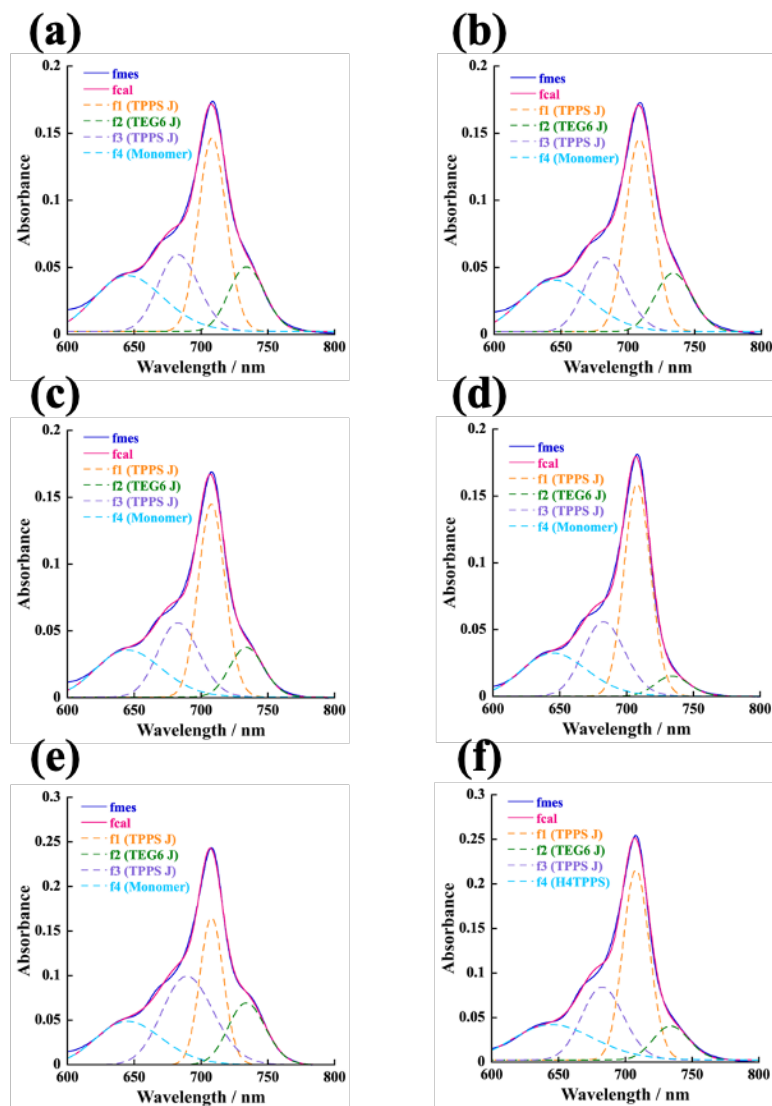 (a)
0.2
0.15
0.1
0.05
0
Absorbance
fmes
fcal
f1 (TPPS J)
f2 (TEG6 J)
f3 (TPPS J)
f4 (Monomer)
600 650 700 750 800
Wavelength / nm
(b)
0.2
0.15
0.1
0.05
0
Absorbance
fmes
fcal
f1 (TPPS J)
f2 (TEG6 J)
f3 (TPPS J)
f4 (Monomer)
600 650 700 750 800
Wavelength / nm
(c)
0.2
0.15
0.1
0.05
0
Absorbance
fmes
fcal
f1 (TPPS J)
f2 (TEG6 J)
f3 (TPPS J)
f4 (Monomer)
600 650 700 750 800
Wavelength / nm
(d)
0.2
0.15
0.1
0.05
0
Absorbance
fmes
fcal
f1 (TPPS J)
f2 (TEG6 J)
f3 (TPPS J)
f4 (Monomer)
600 650 700 750 800
Wavelength / nm
(e)
0.3
0.25
0.2
0.15
0.1
0.05
0
Absorbance
fmes
fcal
f1 (TPPS J)
f2 (TEG6 J)
f3 (TPPS J)
f4 (Monomer)
600 650 700 750 800
Wavelength / nm
(f)
0.3
0.25
0.2
0.15
0.1
0.05
0
Absorbance
fmes
fcal
f1 (TPPS J)
f2 (TEG6 J)
f3 (TPPS J)
f4 (H4TPPS)
600 650 700 750 800
Wavelength / nm